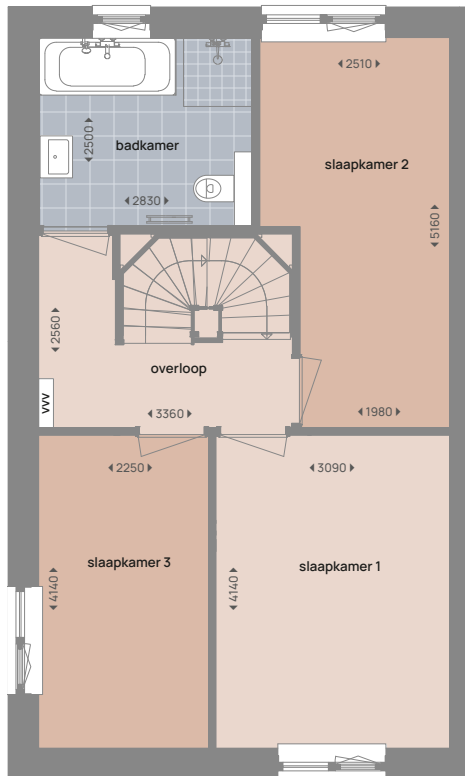 2510
2500
badkamer
slaapkamer 2
2830
5160
2560
overloop
VVV
3360
1980
2250
3090
slaapkamer 3
slaapkamer 1
4140
4140